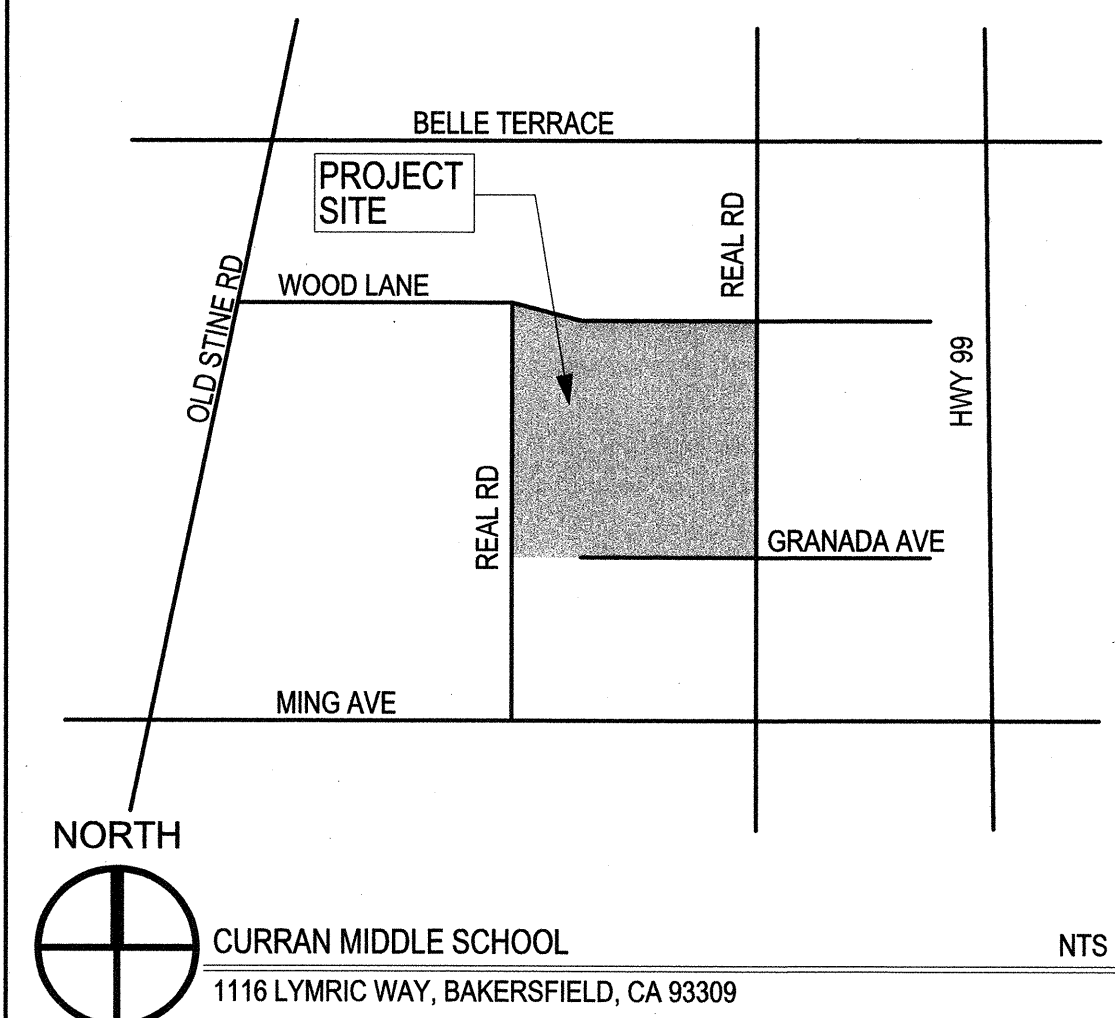 BELLE TERRACE
PROJECT
SITE
REAL RD
WOOD LANE
OLD STINE RD
HWY 99
REAL RD
GRANADA AVE
MING AVE
NORTH
CURRAN MIDDLE SCHOOL
NTS
1116 LYMRIC WAY, BAKERSFIELD, CA 93309